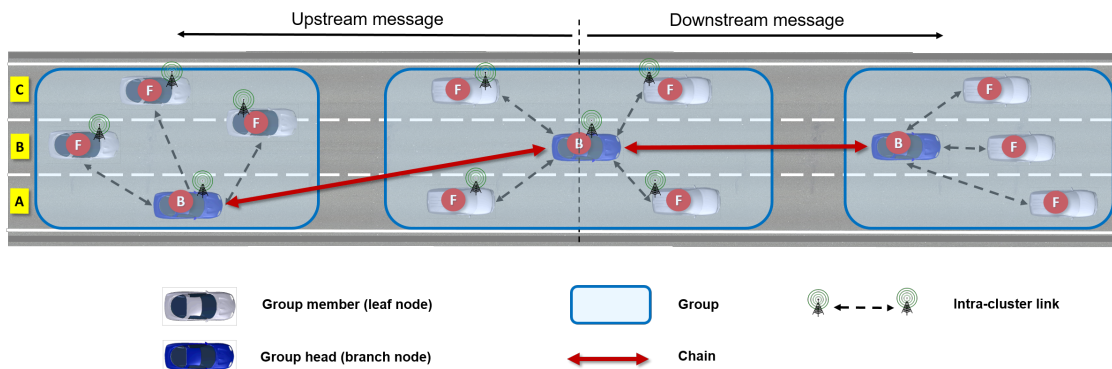 Upstream message
Downstream message
C
F
F
F
F
F
F
B
F
B
B
F
A
B
F
F
F
Group member (leaf node)
Group
Intra-cluster link
Group head (branch node)
Chain